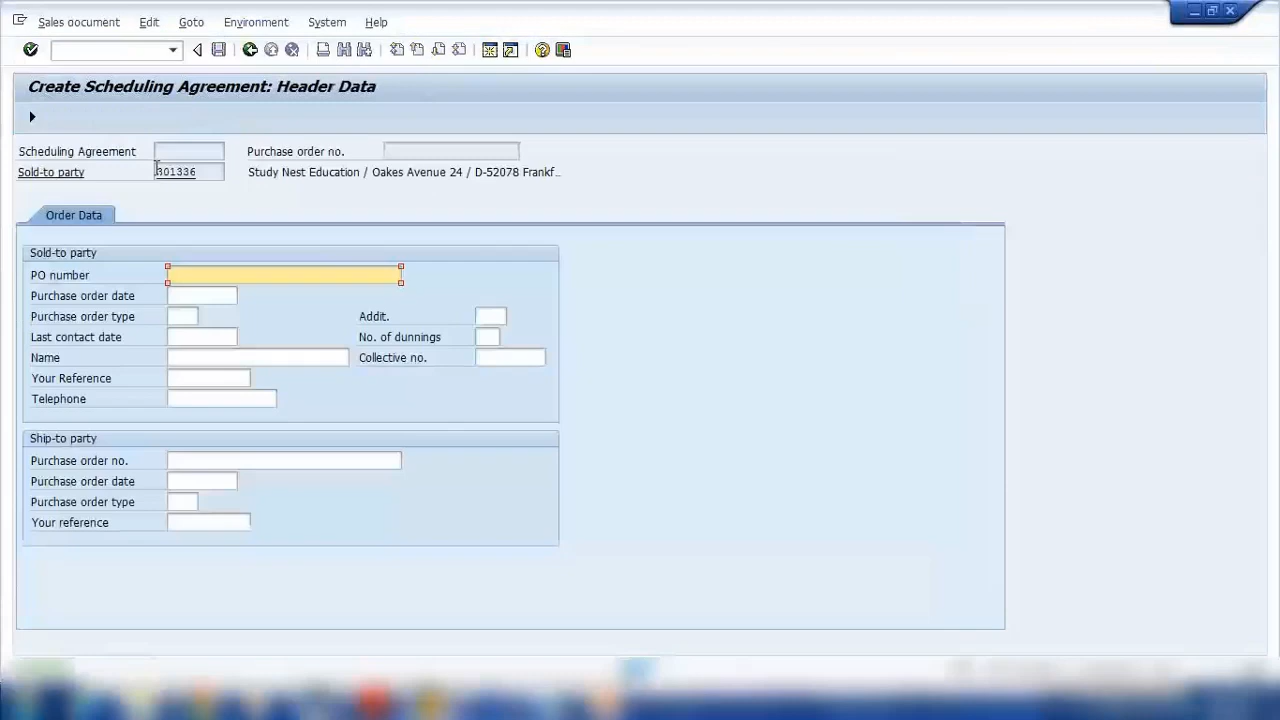 Sales document Edit Goto Environment System Help
Create Scheduling Agreement: Header Data
Scheduling Agreement Purchase order no.
Sold-to party 301336 Study Nest Education / Oakes Avenue 24 / D-52078 Frankf...
Order Data
Sold-to party
PO number
Purchase order date
Purchase order type Addit.
Last contact date No. of dunnings
Name Collective no.
Your Reference
Telephone
Ship-to party
Purchase order no.
Purchase order date
Purchase order type
Your reference